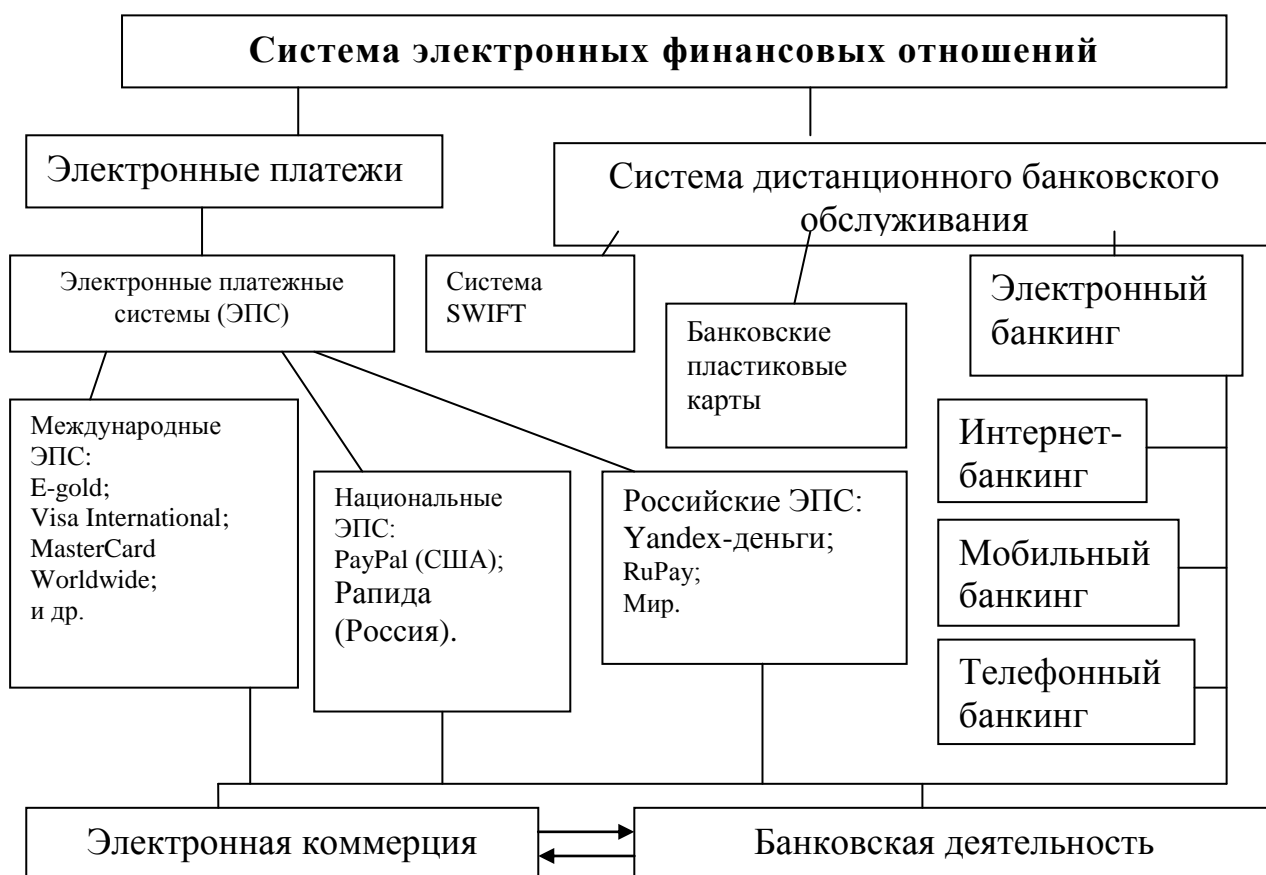 Система электронных финансовых отношений
Электронные платежи
Система дистанционного банковского
обслуживания
Электронные платежные
системы (ЭПС)
Система
SWIFT
Банковские
пластиковые
карты
Электронный
банкинг
Международные
ЭПС:
E-gold;
Visa International;
MasterCard
Worldwide;
и др.
Национальные
ЭПС:
PayPal (США);
Рапида
(Россия).
Российские ЭПС:
Yandex-деньги;
RuPay;
Мир.
Интернет-
банкинг
Мобильный
банкинг
Телефонный
банкинг
Электронная коммерция
Банковская деятельность